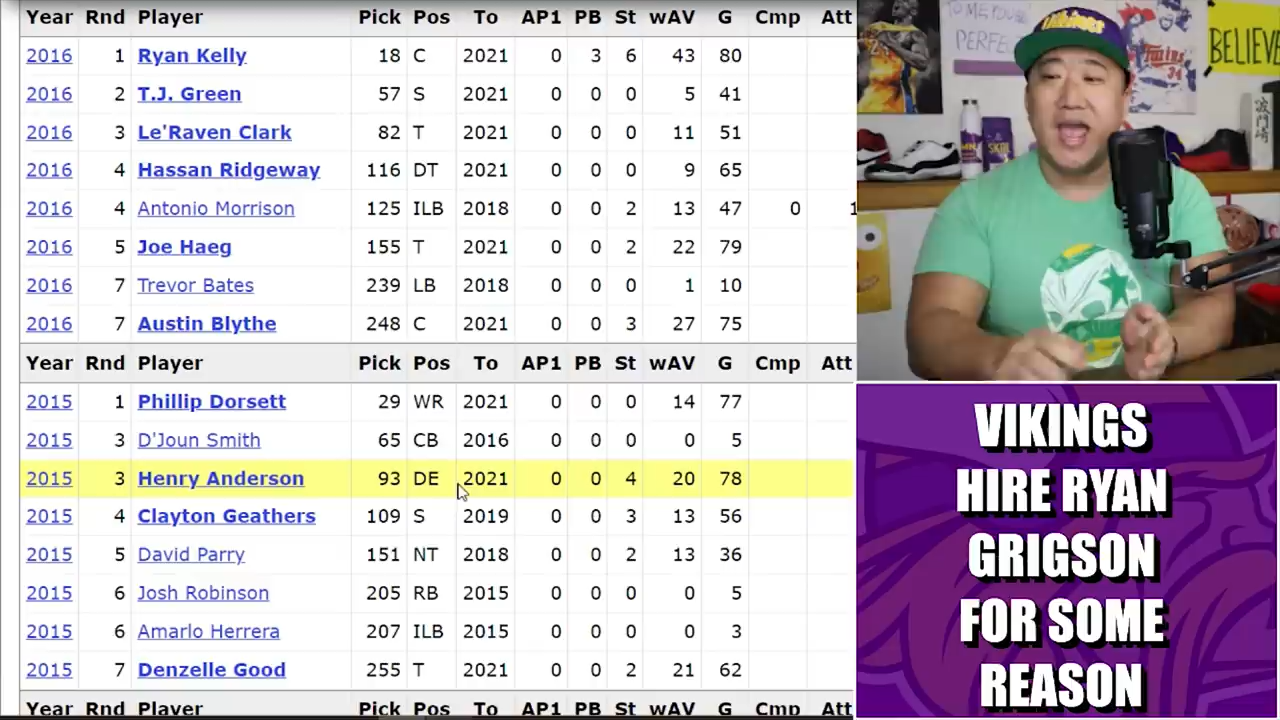 Year Rnd Player Pick Pos To AP1 PB St wAV G Cmp Att
2016 1 Ryan Kelly 18 C 2021 0 3 6 43 80
2016 2 T.J. Green 57 S 2021 0 0 0 5 41
2016 3 Le'Raven Clark 82 T 2021 0 0 0 11 51
2016 4 Hassan Ridgeway 116 DT 2021 0 0 0 9 65
2016 4 Antonio Morrison 125 ILB 2018 0 0 2 13 47 0 1
2016 5 Joe Haeg 155 T 2021 0 0 2 22 79
2016 7 Trevor Bates 239 LB 2018 0 0 0 1 10
2016 7 Austin Blythe 248 C 2021 0 0 3 27 75
Year Rnd Player Pick Pos To AP1 PB St wAV G Cmp Att
2015 1 Phillip Dorsett 29 WR 2021 0 0 0 14 77
2015 3 D'Joun Smith 65 CB 2016 0 0 0 0 5
2015 3 Henry Anderson 93 DE 2021 0 0 4 20 78
2015 4 Clayton Geathers 109 S 2019 0 0 3 13 56
2015 5 David Parry 151 NT 2018 0 0 2 13 36
2015 6 Josh Robinson 205 RB 2015 0 0 0 0 5
2015 6 Amarlo Herrera 207 ILB 2015 0 0 0 0 3
2015 7 Denzelle Good 255 T 2021 0 0 2 21 62
Year Rnd Player Pick Pos To AP1 PB St wAV G Cmp Att
TO ME YOU'RE
PERFE
Vikings
Twins
34
BELIEVE
VIKINGS
HIRE RYAN
GRIGSON
FOR SOME
REASON